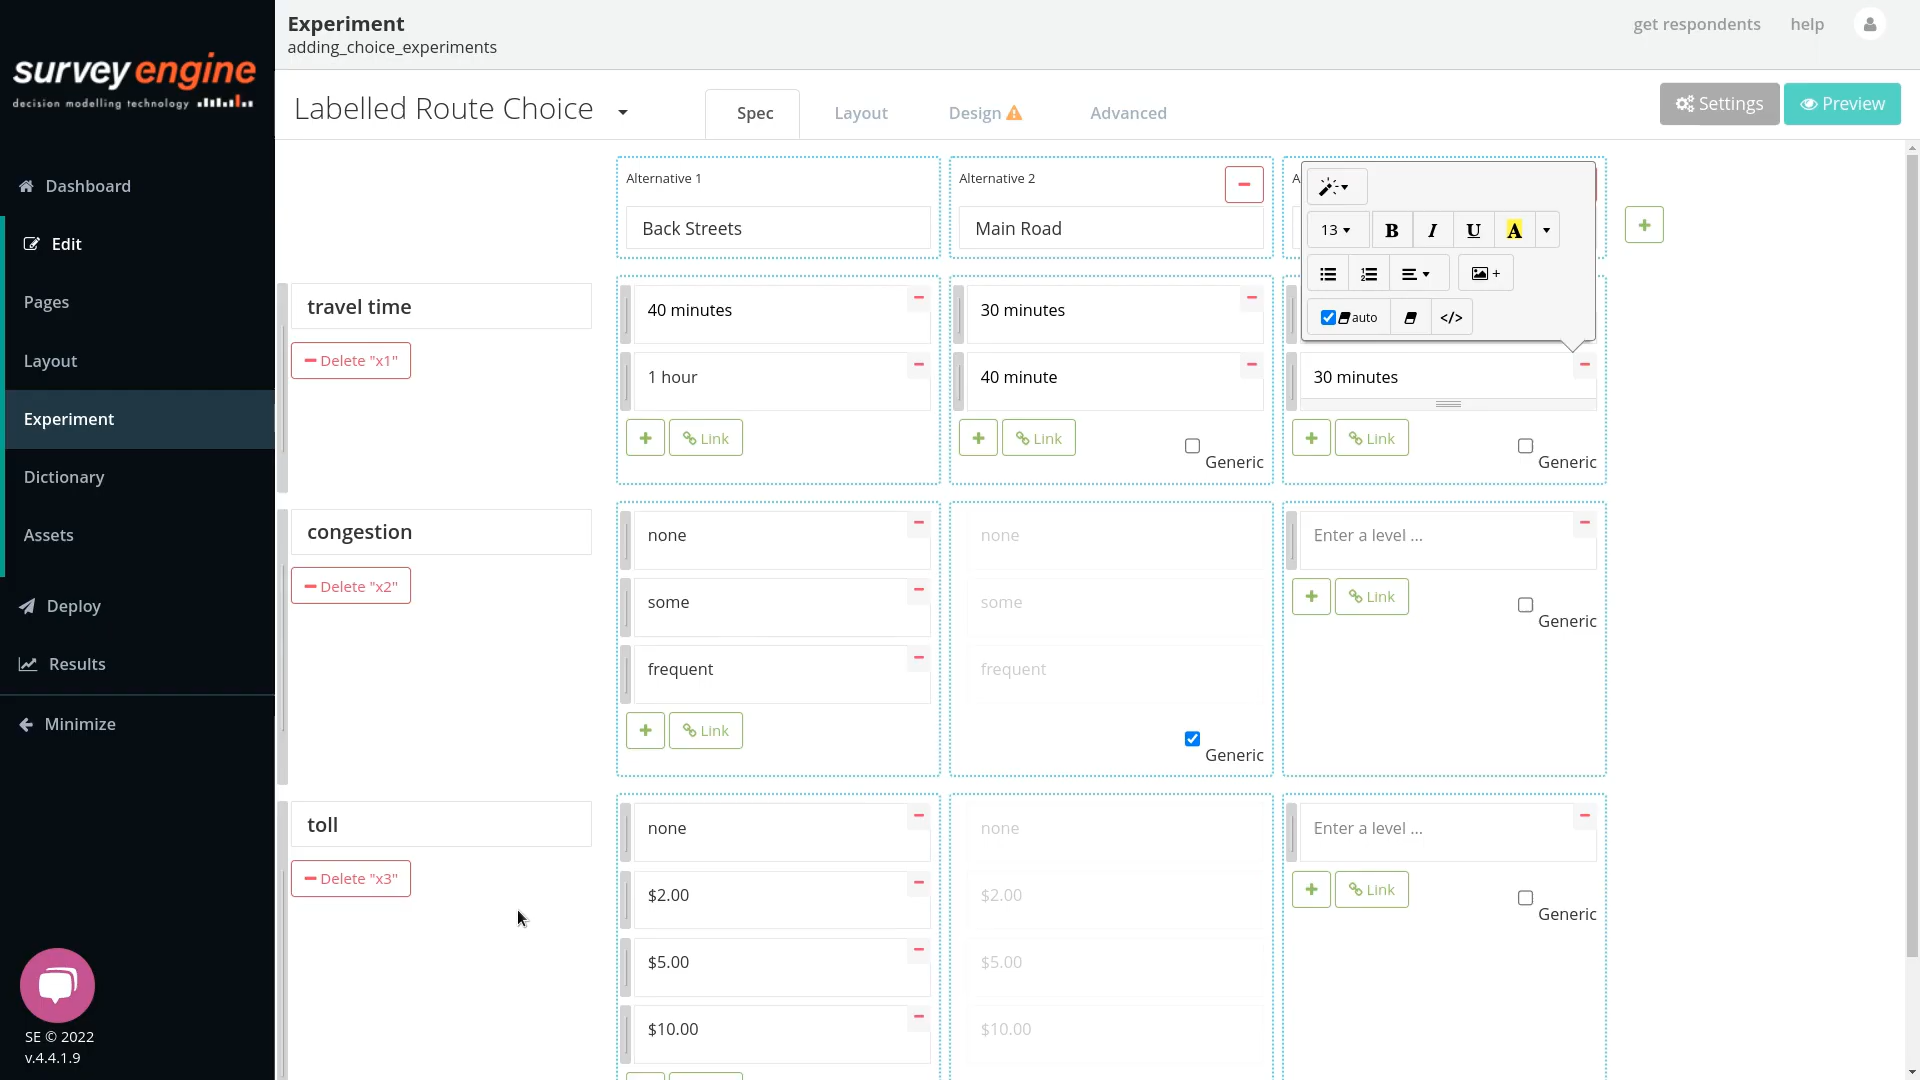 surveyengine
decision modelling technology
Experiment
adding_choice_experiments
get respondents
help
Labelled Route Choice
Spec
Layout
Design
Advanced
Settings
Preview
Dashboard
Edit
Pages
Layout
Experiment
Dictionary
Assets
Deploy
Results
Minimize
SE © 2022
v.4.4.1.9
Alternative 1
Back Streets
Alternative 2
Main Road
A
13
B
I
U
A
+
auto
</>
travel time
Delete "x1"
40 minutes
1 hour
Link
30 minutes
40 minute
Link
Generic
30 minutes
Link
Generic
congestion
Delete "x2"
none
some
frequent
Link
none
some
frequent
Generic
Enter a level ...
Link
Generic
toll
Delete "x3"
none
$2.00
$5.00
$10.00
none
$2.00
$5.00
$10.00
Enter a level ...
Link
Generic